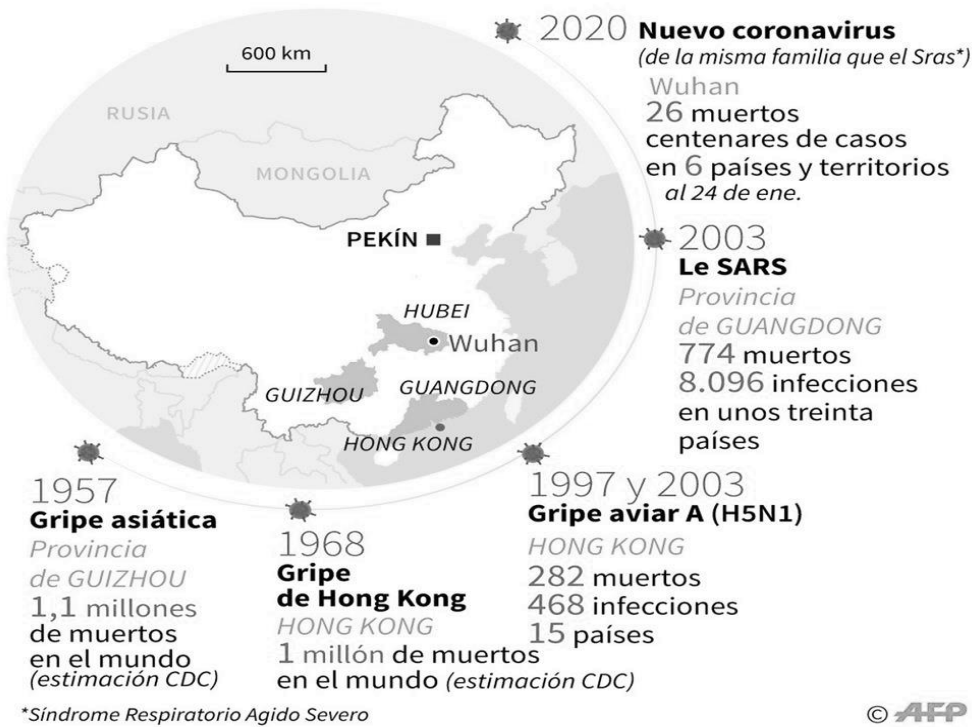 600 km
RUSIA
MONGOLIA
PEKÍN
HUBEI
Wuhan
GUIZHOU
GUANGDONG
HONG KONG
2020 Nuevo coronavirus
(de la misma familia que el Sras*)
Wuhan
26 muertos
centenares de casos
en 6 países y territorios
al 24 de ene.
2003
Le SARS
Provincia
de GUANGDONG
774 muertos
8.096 infecciones
en unos treinta
países
1997 y 2003
Gripe aviar A (H5N1)
HONG KONG
282 muertos
468 infecciones
15 países
1968
Gripe
de Hong Kong
HONG KONG
1 millón de muertos
en el mundo (estimación CDC)
1957
Gripe asiática
Provincia
de GUIZHOU
1,1 millones
de muertos
en el mundo
(estimación CDC)
*Síndrome Respiratorio Agido Severo
© AFP